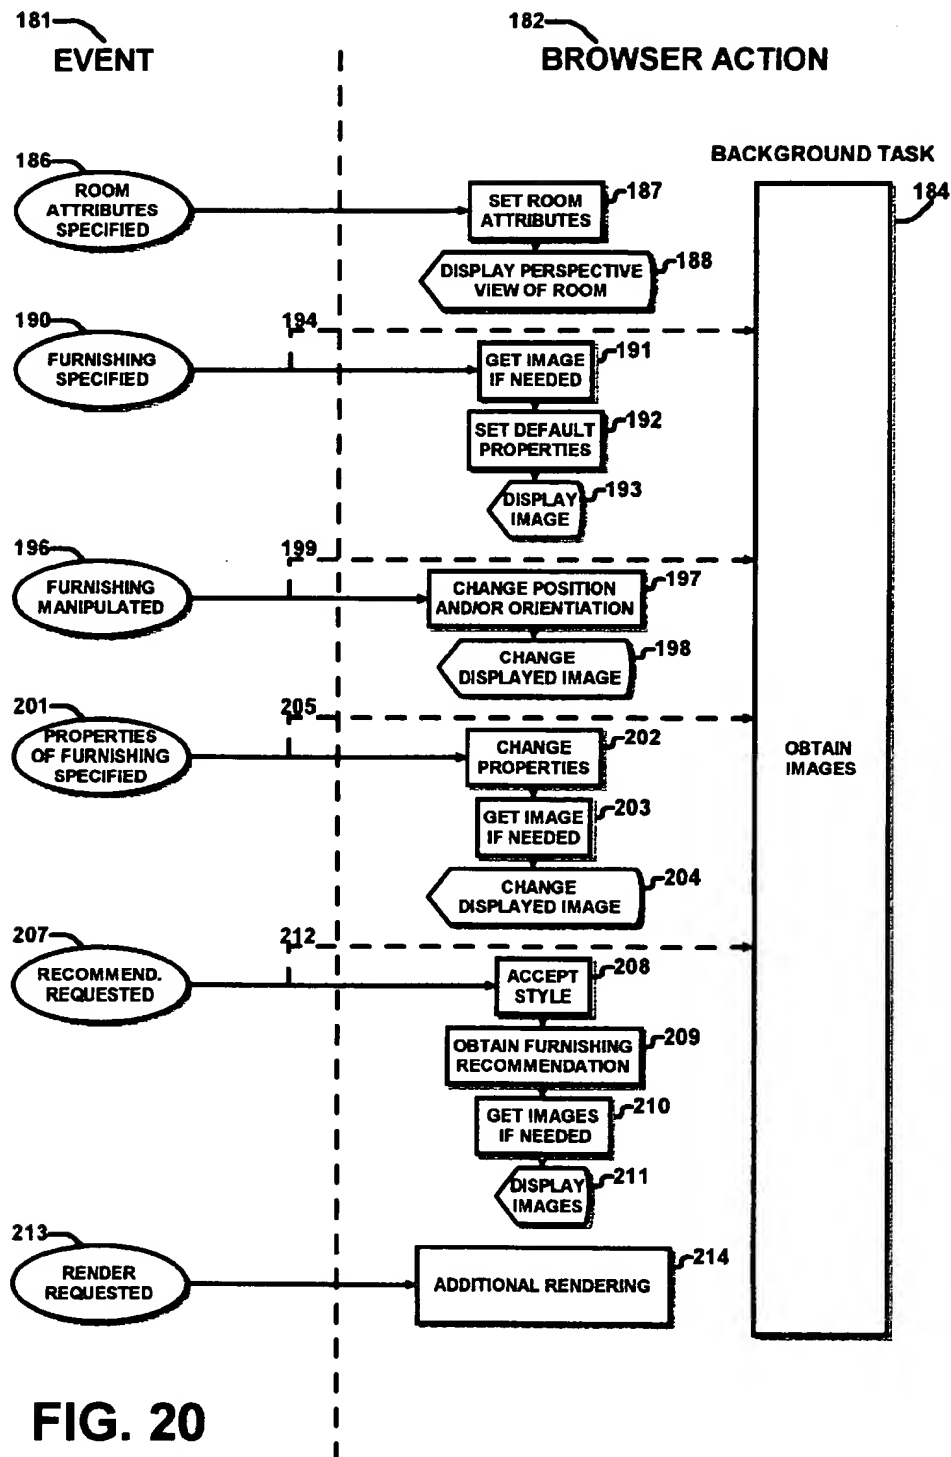 181
EVENT
182
BROWSER ACTION
BACKGROUND TASK
184
186
ROOM
ATTRIBUTES
SPECIFIED
SET ROOM
ATTRIBUTES
187
DISPLAY PERSPECTIVE
VIEW OF ROOM
188
190
FURNISHING
SPECIFIED
194
GET IMAGE
IF NEEDED
191
SET DEFAULT
PROPERTIES
192
DISPLAY
IMAGE
193
196
FURNISHING
MANIPULATED
199
CHANGE POSITION
AND/OR ORIENTIATION
197
CHANGE
DISPLAYED IMAGE
198
201
PROPERTIES
OF FURNISHING
SPECIFIED
205
CHANGE
PROPERTIES
202
GET IMAGE
IF NEEDED
203
CHANGE
DISPLAYED IMAGE
204
OBTAIN
IMAGES
207
RECOMMEND.
REQUESTED
212
ACCEPT
STYLE
208
OBTAIN FURNISHING
RECOMMENDATION
209
GET IMAGES
IF NEEDED
210
DISPLAY
IMAGES
211
213
RENDER
REQUESTED
ADDITIONAL RENDERING
214
FIG. 20